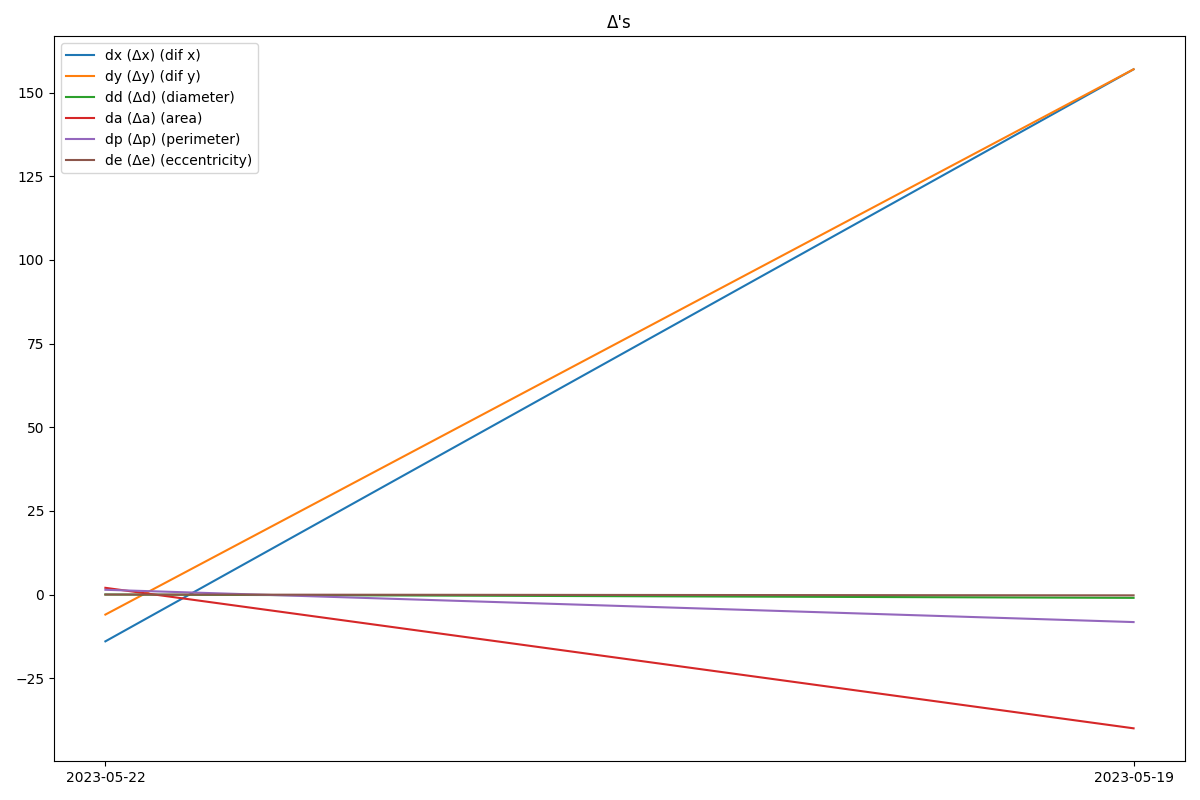 Δ's
dx (Δx) (dif x)
dy (Δy) (dif y)
dd (Δd) (diameter)
da (Δa) (area)
dp (Δp) (perimeter)
de (Δe) (eccentricity)
150
125
100
75
50
25
0
−25
2023-05-22 2023-05-19